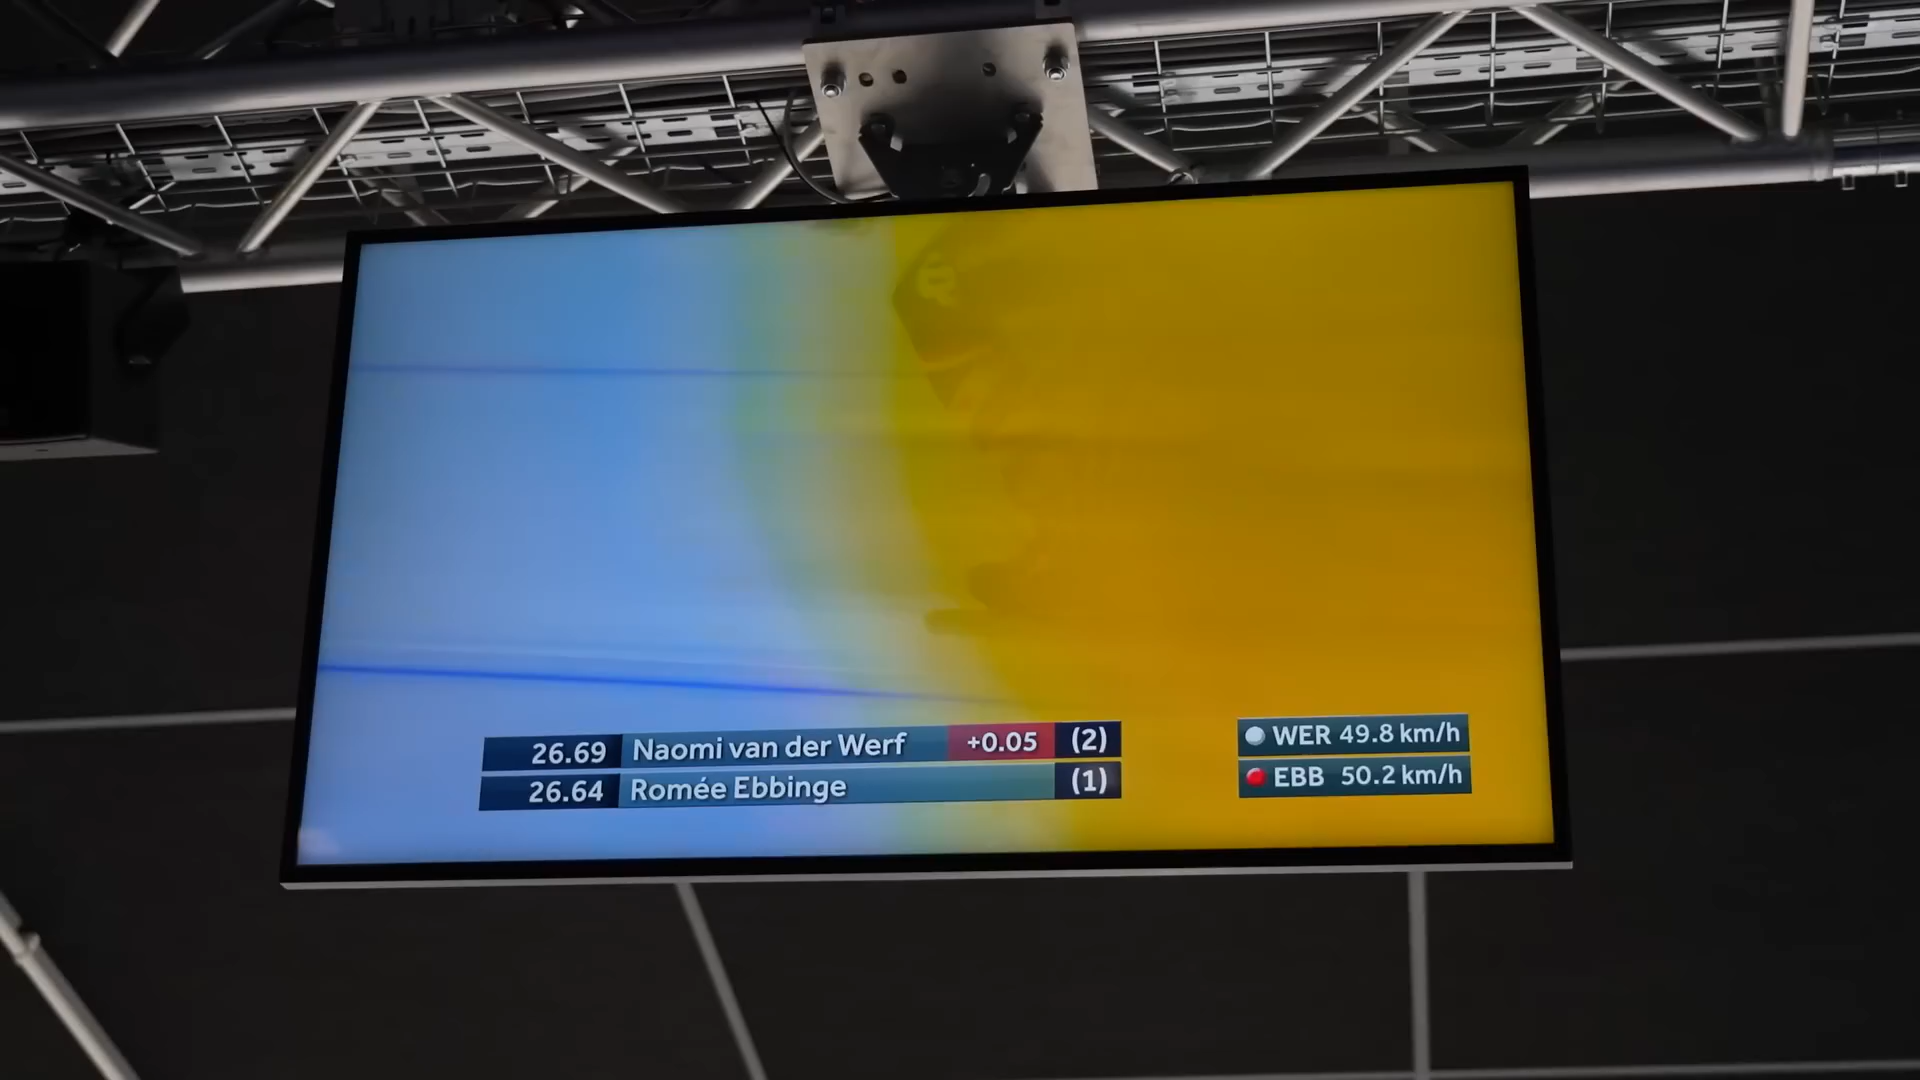 26.69 Naomi van der Werf +0.05 (2)
26.64 Romée Ebbinge (1)
WER 49.8 km/h
EBB 50.2 km/h